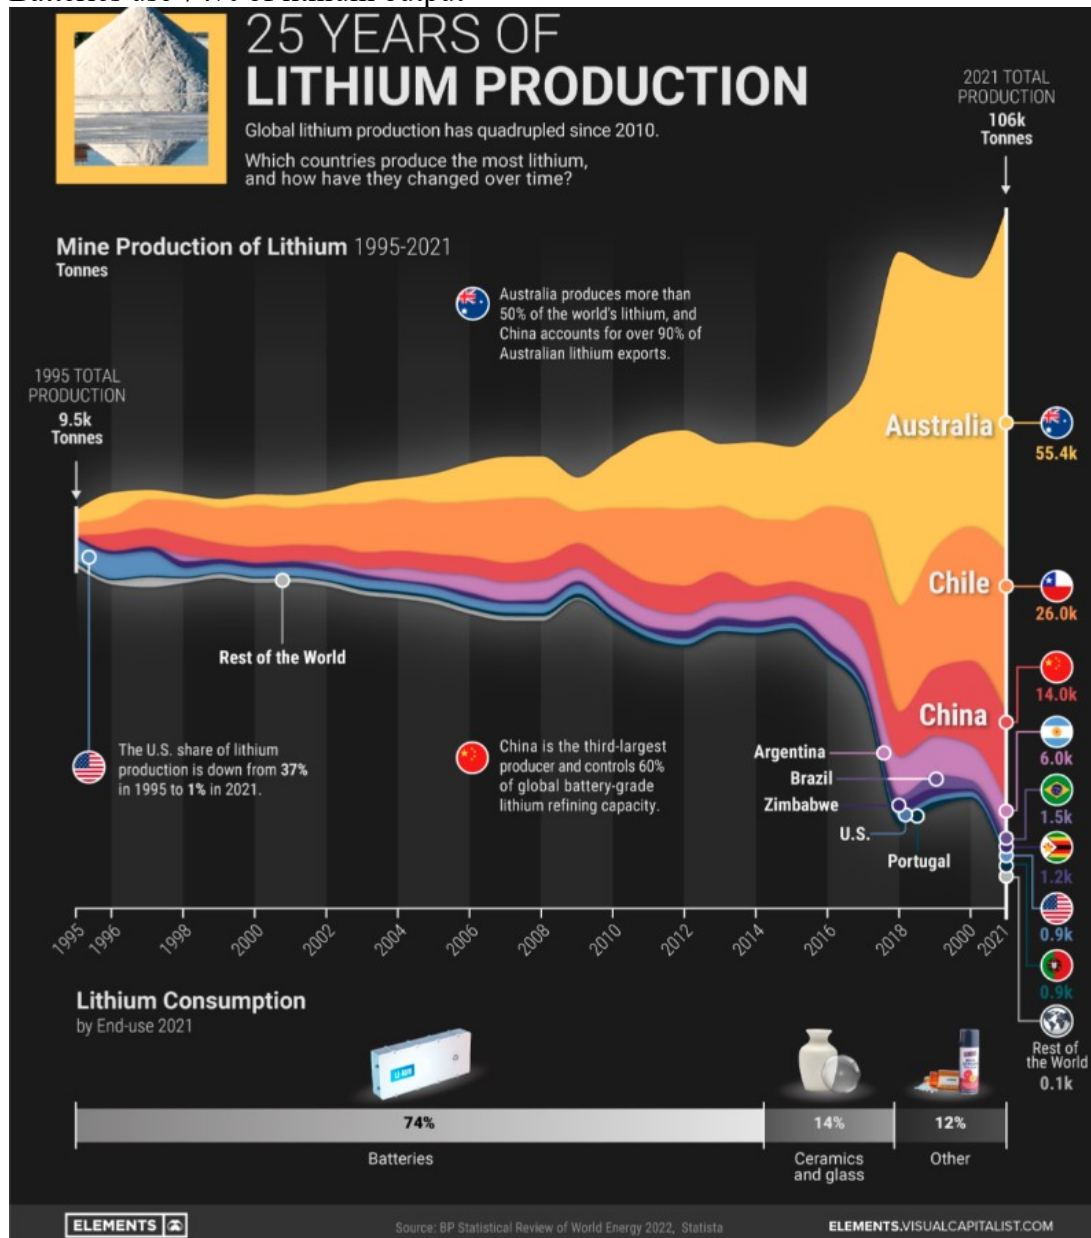 25 YEARS OF
LITHIUM PRODUCTION
Global lithium production has quadrupled since 2010.
Which countries produce the most lithium,
and how have they changed over time?
2021 TOTAL
PRODUCTION
106k
Tonnes
Mine Production of Lithium 1995-2021
Tonnes
Australia produces more than
50% of the world's lithium, and
China accounts for over 90% of
Australian lithium exports.
1995 TOTAL
PRODUCTION
9.5k
Tonnes
Australia
55.4k
Chile
26.0k
Rest of the World
China
14.0k
The U.S. share of lithium
production is down from 37%
in 1995 to 1% in 2021.
China is the third-largest
producer and controls 60%
of global battery-grade
lithium refining capacity.
Argentina
6.0k
Brazil
1.5k
Zimbabwe
1.2k
U.S.
0.9k
Portugal
0.9k
Rest of
the World
0.1k
1995 1996 1998 2000 2002 2004 2006 2008 2010 2012 2014 2016 2018 2000 2021
Lithium Consumption
by End-use 2021
LI-ION
74% 14% 12%
Batteries
Ceramics
and glass
Other
ELEMENTS
Source: BP Statistical Review of World Energy 2022, Statista
ELEMENTS.VISUALCAPITALIST.COM